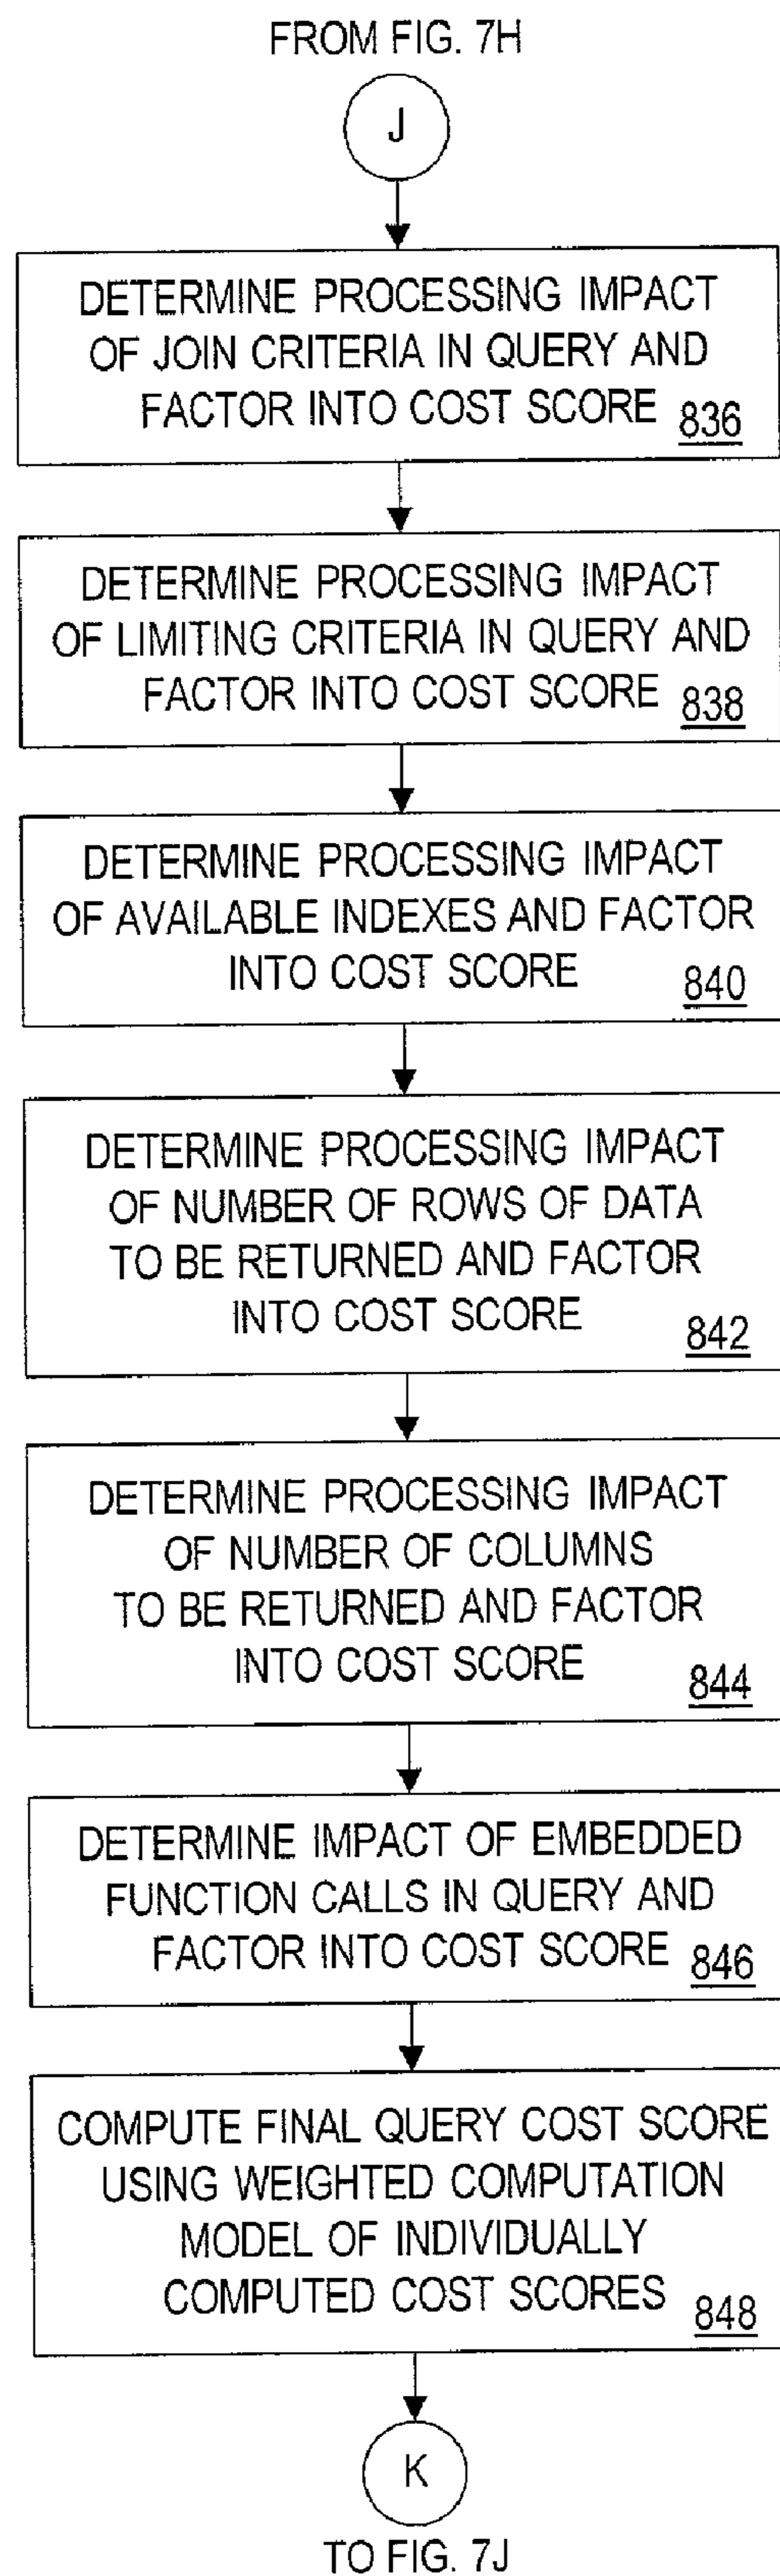 FROM FIG. 7H
J
DETERMINE PROCESSING IMPACT
OF JOIN CRITERIA IN QUERY AND
FACTOR INTO COST SCORE 836
DETERMINE PROCESSING IMPACT
OF LIMITING CRITERIA IN QUERY AND
FACTOR INTO COST SCORE 838
DETERMINE PROCESSING IMPACT
OF AVAILABLE INDEXES AND FACTOR
INTO COST SCORE 840
DETERMINE PROCESSING IMPACT
OF NUMBER OF ROWS OF DATA
TO BE RETURNED AND FACTOR
INTO COST SCORE 842
DETERMINE PROCESSING IMPACT
OF NUMBER OF COLUMNS
TO BE RETURNED AND FACTOR
INTO COST SCORE 844
DETERMINE IMPACT OF EMBEDDED
FUNCTION CALLS IN QUERY AND
FACTOR INTO COST SCORE 846
COMPUTE FINAL QUERY COST SCORE
USING WEIGHTED COMPUTATION
MODEL OF INDIVIDUALLY
COMPUTED COST SCORES 848
K
TO FIG. 7J